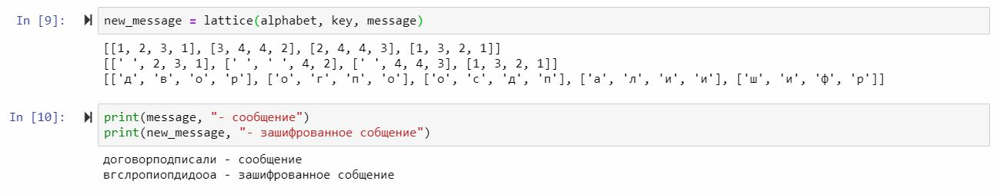 In [9]: new_message = lattice(alphabet, key, message)
[[1, 2, 3, 1], [3, 4, 4, 2], [2, 4, 4, 3], [1, 3, 2, 1]]
[[' ', 2, 3, 1], [' ', ' ', 4, 2], [' ', 4, 4, 3], [1, 3, 2, 1]]
[['д', 'в', 'о', 'р'], ['о', 'г', 'п', 'о'], ['о', 'с', 'д', 'п'], ['а', 'л', 'и', 'и'], ['ш', 'и', 'ф', 'р']]
In [10]: print(message, "- сообщение")
print(new_message, "- зашифрованное собщение")
договорподписали - сообщение
вгслропиопдидооа - зашифрованное собщение